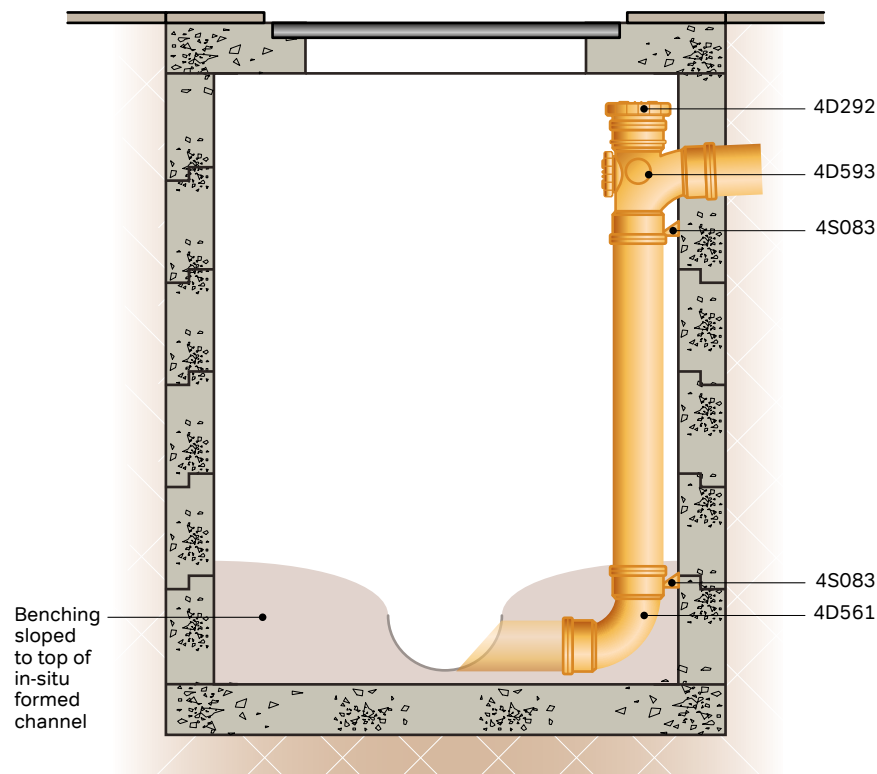 4D292
4D593
4S083
4S083
4D561
Benching
sloped
to top of
in-situ
formed
channel